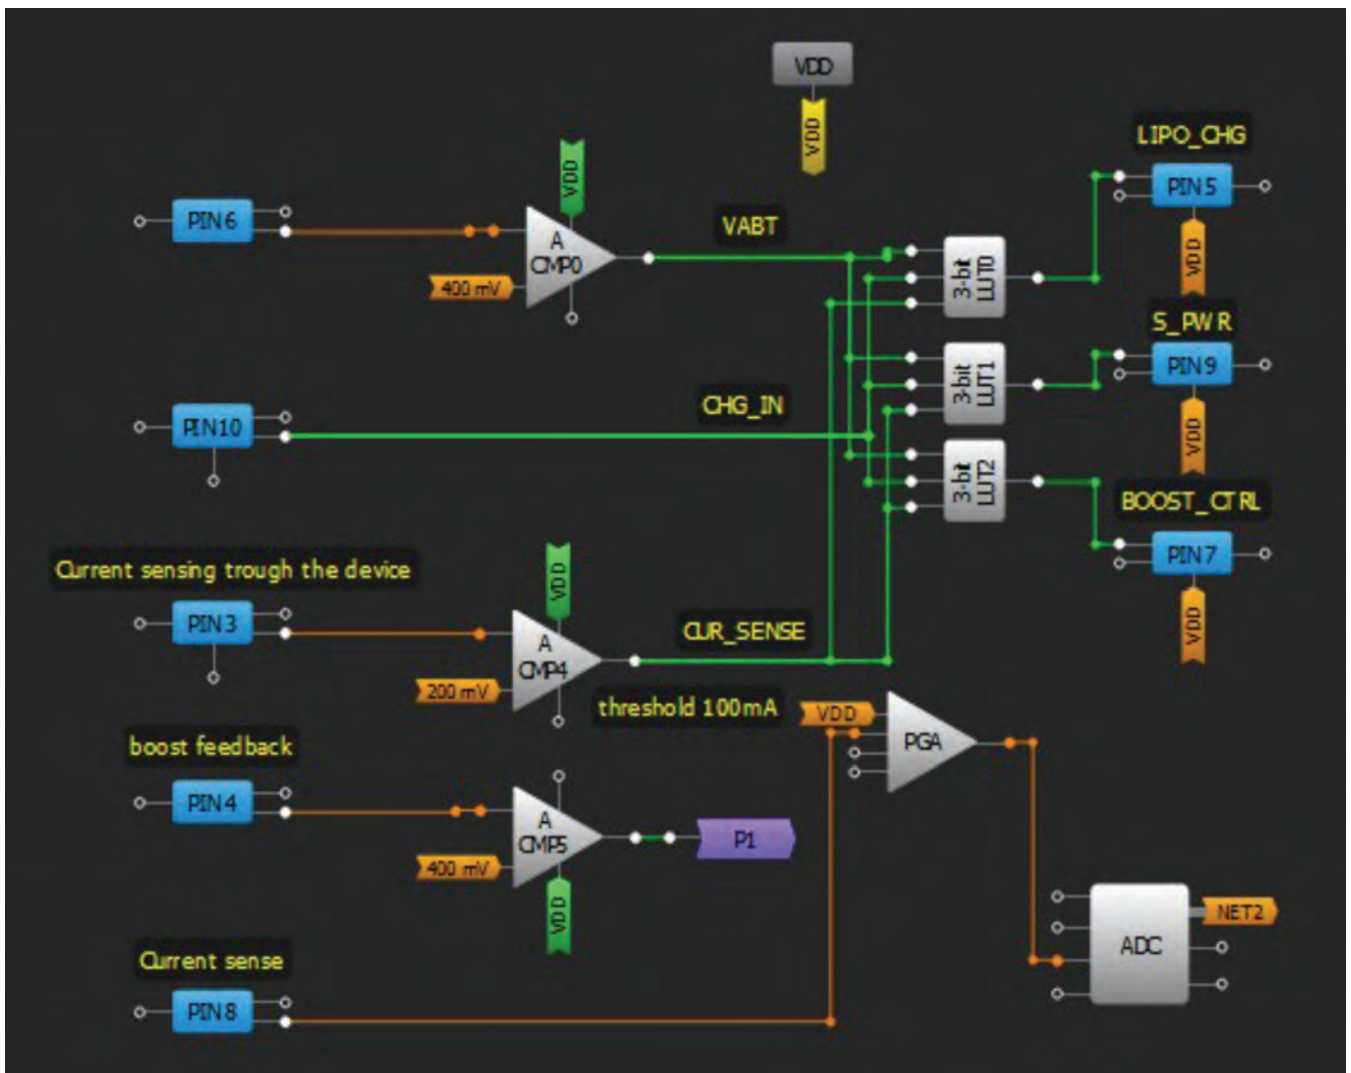 VDD
VDD
LIPO_CHG
PIN5
VDD
PIN6
VDD
A
CMP0
400 mV
VABT
3-bit
LUT0
S_PWR
PIN9
VDD
3-bit
LUT1
CHG_IN
PIN10
3-bit
LUT2
BOOST_CTRL
PIN7
VDD
Current sensing trough the device
PIN3
VDD
A
CMP4
200 mV
CUR_SENSE
threshold 100mA
VDD
PGA
boost feedback
PIN4
A
CMP5
400 mV
VDD
P1
ADC
NET2
Current sense
PIN8